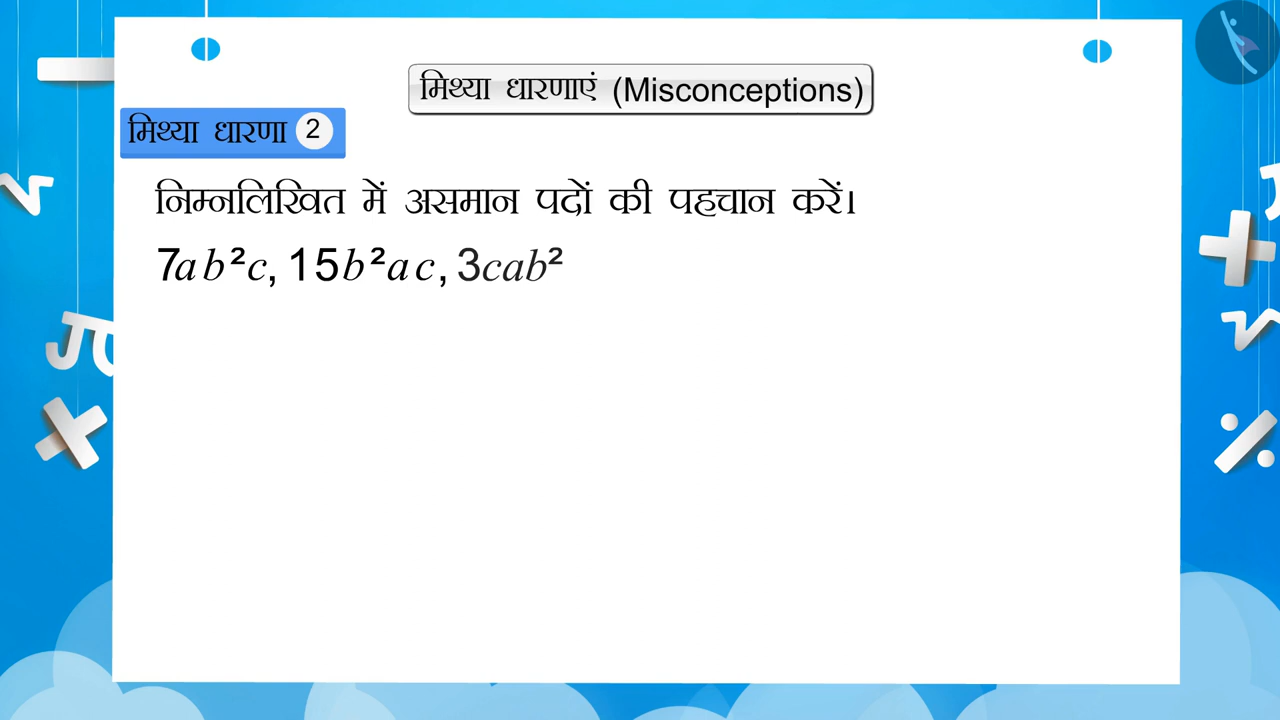 मिथ्या धारणाएं (Misconceptions)
मिथ्या धारणा 2
निम्नलिखित में असमान पदों की पहचान करें।
7ab²c, 15b²ac, 3cab²